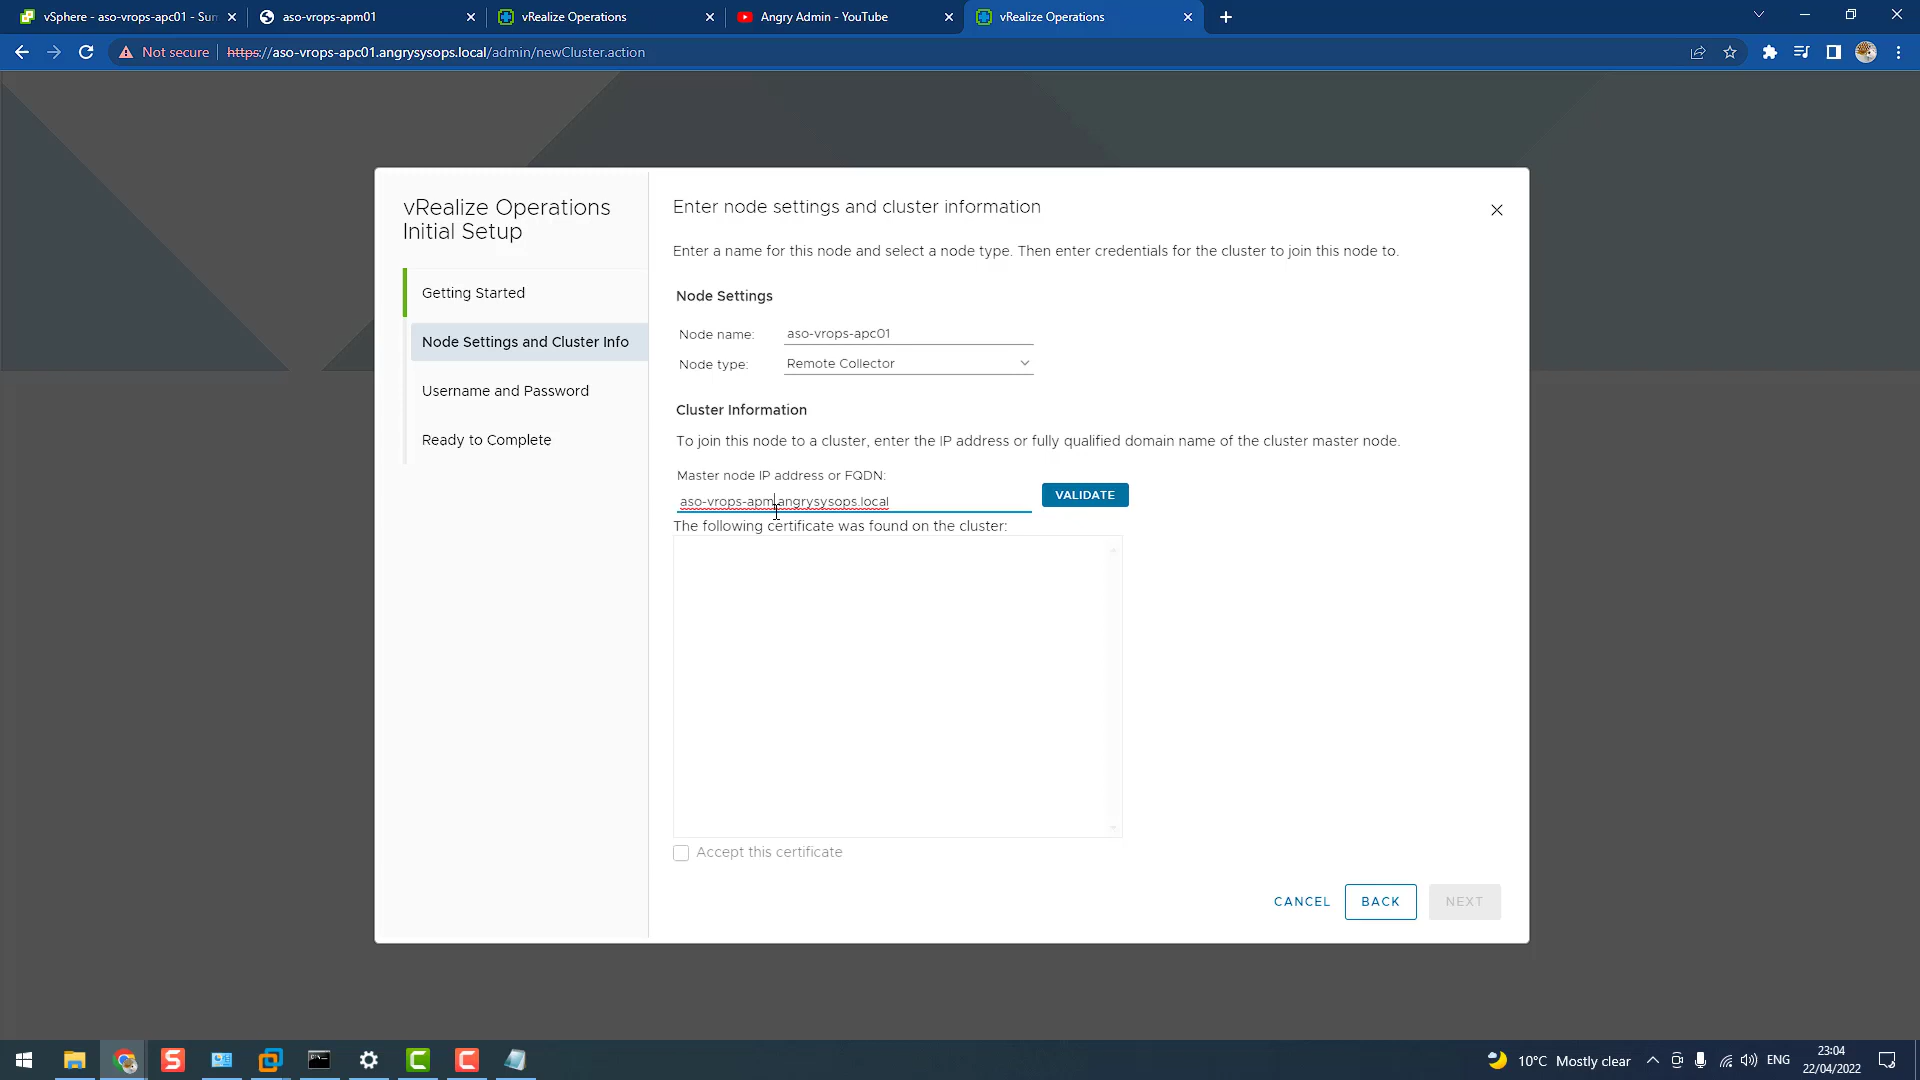 vSphere - aso-vrops-apc01 - Sum
aso-vrops-apm01
vRealize Operations
Angry Admin - YouTube
vRealize Operations
Not secure
https://aso-vrops-apc01.angrysysops.local/admin/newCluster.action
vRealize Operations
Initial Setup
Getting Started
Node Settings and Cluster Info
Username and Password
Ready to Complete
Enter node settings and cluster information
Enter a name for this node and select a node type. Then enter credentials for the cluster to join this node to.
Node Settings
Node name: aso-vrops-apc01
Node type: Remote Collector
Cluster Information
To join this node to a cluster, enter the IP address or fully qualified domain name of the cluster master node.
Master node IP address or FQDN:
aso-vrops-apm.angrysysops.local
VALIDATE
The following certificate was found on the cluster:
Accept this certificate
CANCEL
BACK
NEXT
10°C Mostly clear
ENG
23:04
22/04/2022